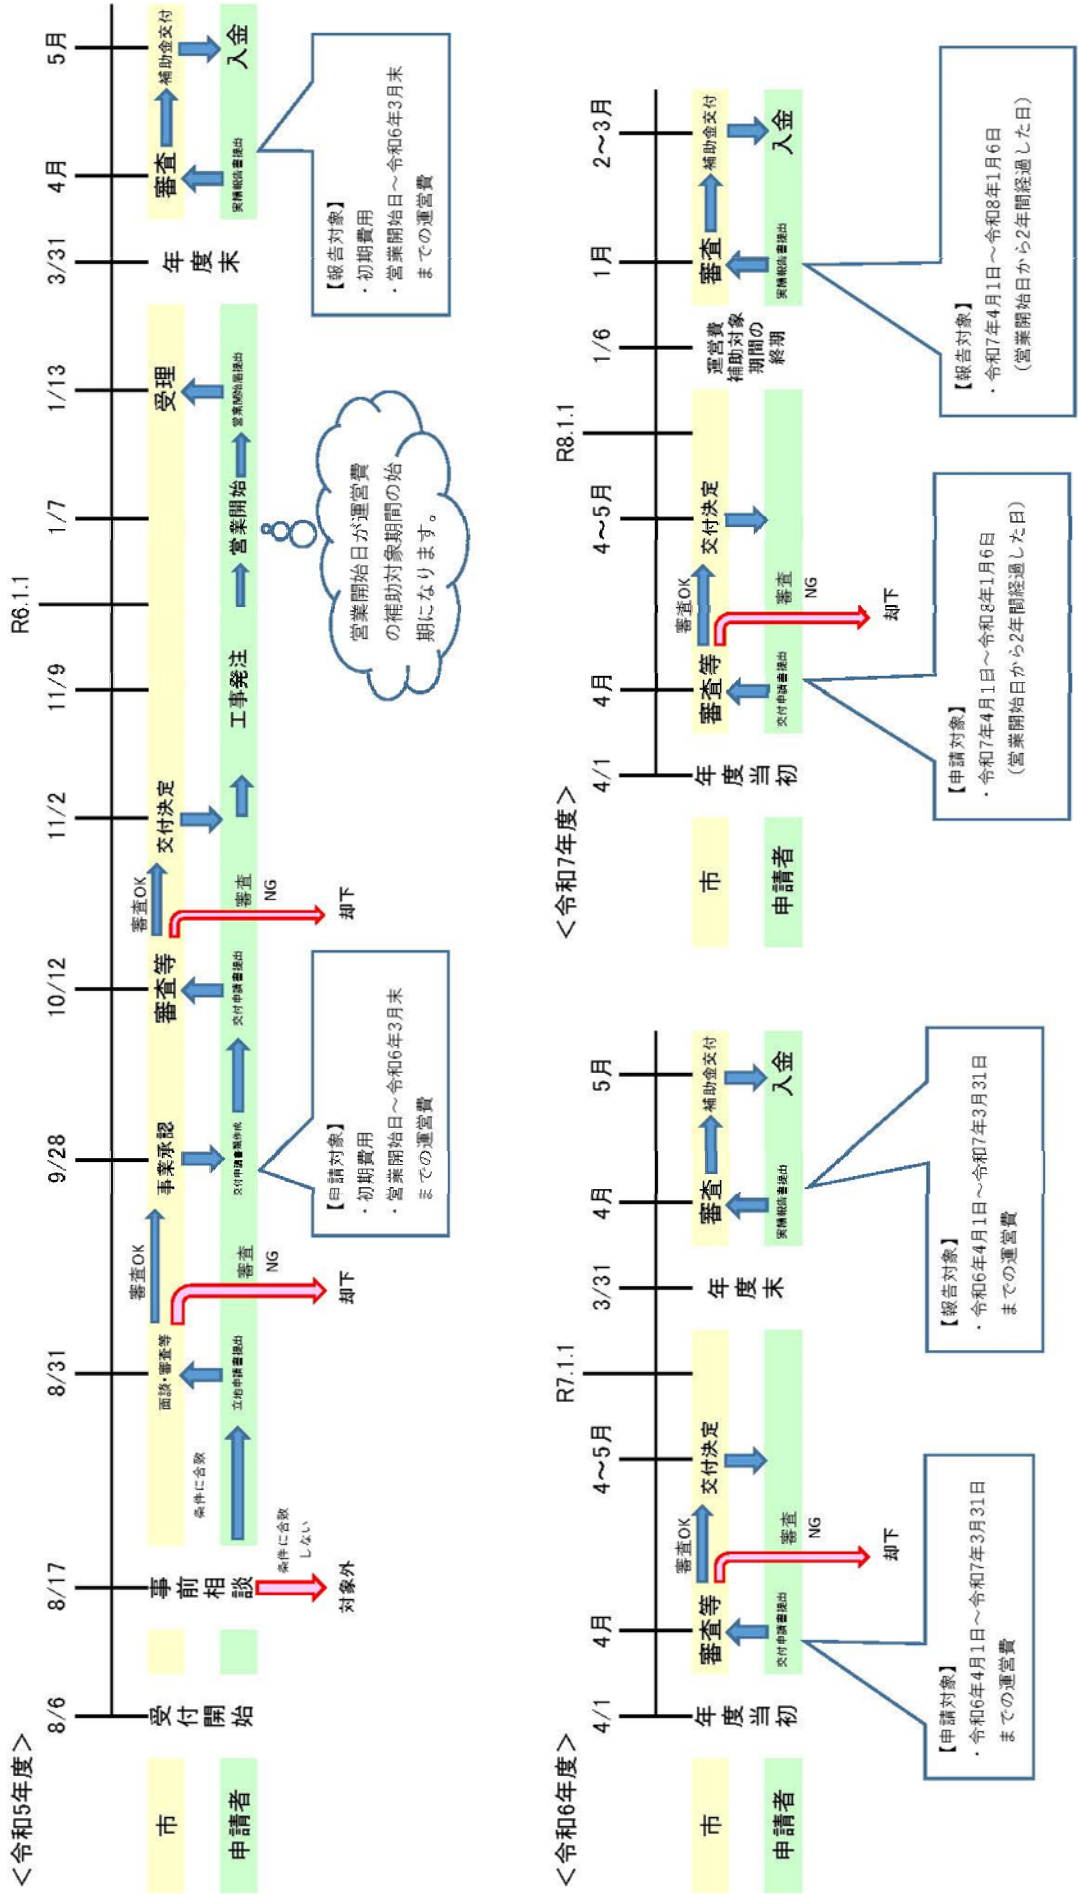 ＜令和5年度＞
8/6
8/17
8/31
9/28
10/12
11/2
11/9
R6.1.1
1/7
1/13
3/31
4月
5月
市
受付開始
事前相談
面談・審査等
審査OK
事業承認
審査等
審査OK
交付決定
受理
年度末
審査
補助金交付
申請者
条件に合致
立地申請書提出
交付申請書類作成
交付申請書提出
工事発注
営業開始
営業開始届提出
実績報告書提出
入金
条件に合致
しない
対象外
審査
NG
却下
審査
NG
却下
【申請対象】
・初期費用
・営業開始日～令和6年3月末
までの運営費
営業開始日が運営費
の補助対象期間の始
期になります。
【報告対象】
・初期費用
・営業開始日～令和6年3月末
までの運営費
＜令和6年度＞
4/1
4月
4～5月
R7.1.1
3/31
4月
5月
市
年度当初
審査等
審査OK
交付決定
年度末
審査
補助金交付
申請者
交付申請書提出
審査
NG
却下
実績報告書提出
入金
【申請対象】
・令和6年4月1日～令和7年3月31日
までの運営費
【報告対象】
・令和6年4月1日～令和7年3月31日
までの運営費
＜令和7年度＞
4/1
4月
4～5月
R8.1.1
1/6
1月
2～3月
市
年度当初
審査等
審査OK
交付決定
運営費
補助対象
期間の
終期
審査
補助金交付
申請者
交付申請書提出
審査
NG
却下
実績報告書提出
入金
【申請対象】
・令和7年4月1日～令和8年1月6日
（営業開始日から2年間経過した日）
【報告対象】
・令和7年4月1日～令和8年1月6日
（営業開始日から2年間経過した日）